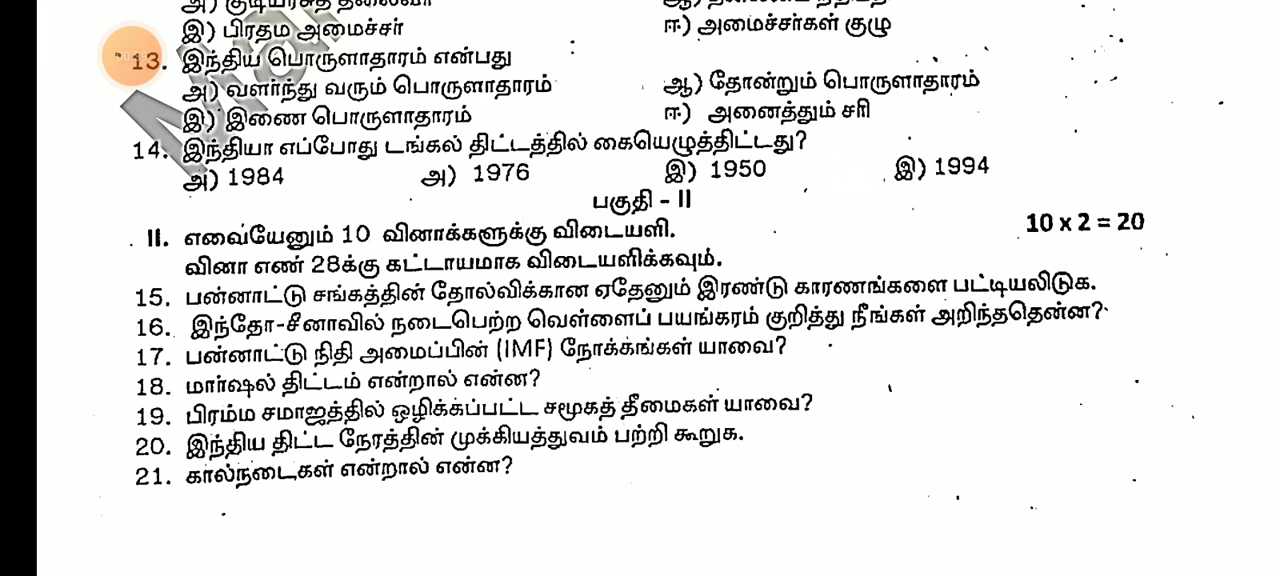 இ) பிரதம அமைச்சர் ஈ) அமைச்சர்கள் குழு
13. இந்திய பொருளாதாரம் என்பது :
அ) வளர்ந்து வரும் பொருளாதாரம் ஆ) தோன்றும் பொருளாதாரம்
இ) இணை பொருளாதாரம் ஈ) அனைத்தும் சரி
14. இந்தியா எப்போது டங்கல் திட்டத்தில் கையெழுத்திட்டது?
அ) 1984 அ) 1976 இ) 1950 இ) 1994
பகுதி - II
II. எவையேனும் 10 வினாக்களுக்கு விடையளி. 10 x 2 = 20
வினா எண் 28க்கு கட்டாயமாக விடையளிக்கவும்.
15. பன்னாட்டு சங்கத்தின் தோல்விக்கான ஏதேனும் இரண்டு காரணங்களை பட்டியலிடுக.
16. இந்தோ-சீனாவில் நடைபெற்ற வெள்ளைப் பயங்கரம் குறித்து நீங்கள் அறிந்ததென்ன?
17. பன்னாட்டு நிதி அமைப்பின் (IMF) நோக்கங்கள் யாவை?
18. மார்ஷல் திட்டம் என்றால் என்ன?
19. பிரம்ம சமாஜத்தில் ஒழிக்கப்பட்ட சமூகத் தீமைகள் யாவை?
20. இந்திய திட்ட நேரத்தின் முக்கியத்துவம் பற்றி கூறுக.
21. கால்நடைகள் என்றால் என்ன?